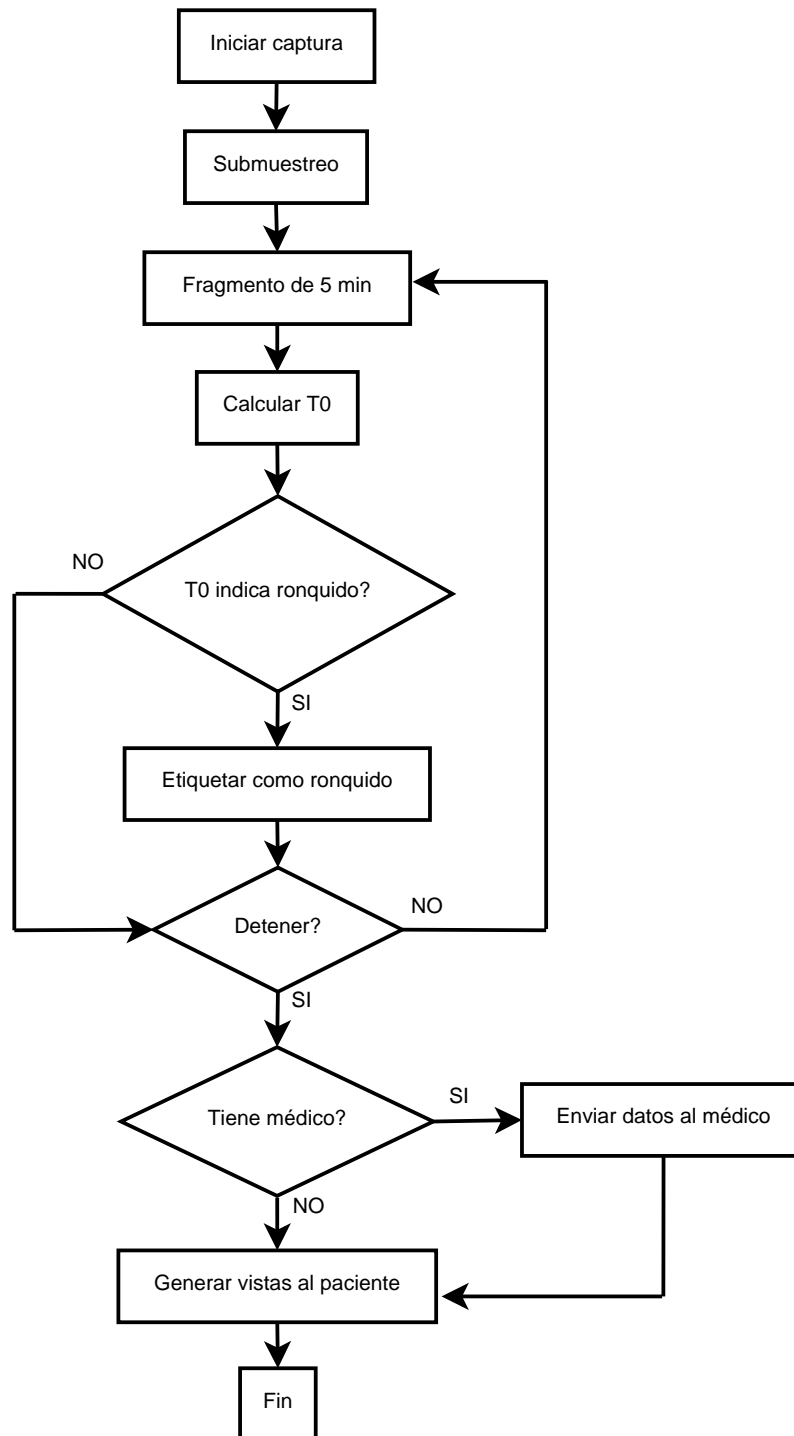 Iniciar captura
Submuestreo
Fragmento de 5 min
Calcular T0
NO
T0 indica ronquido?
SI
Etiquetar como ronquido
NO
Detener?
SI
SI
Tiene médico?
Enviar datos al médico
NO
Generar vistas al paciente
Fin